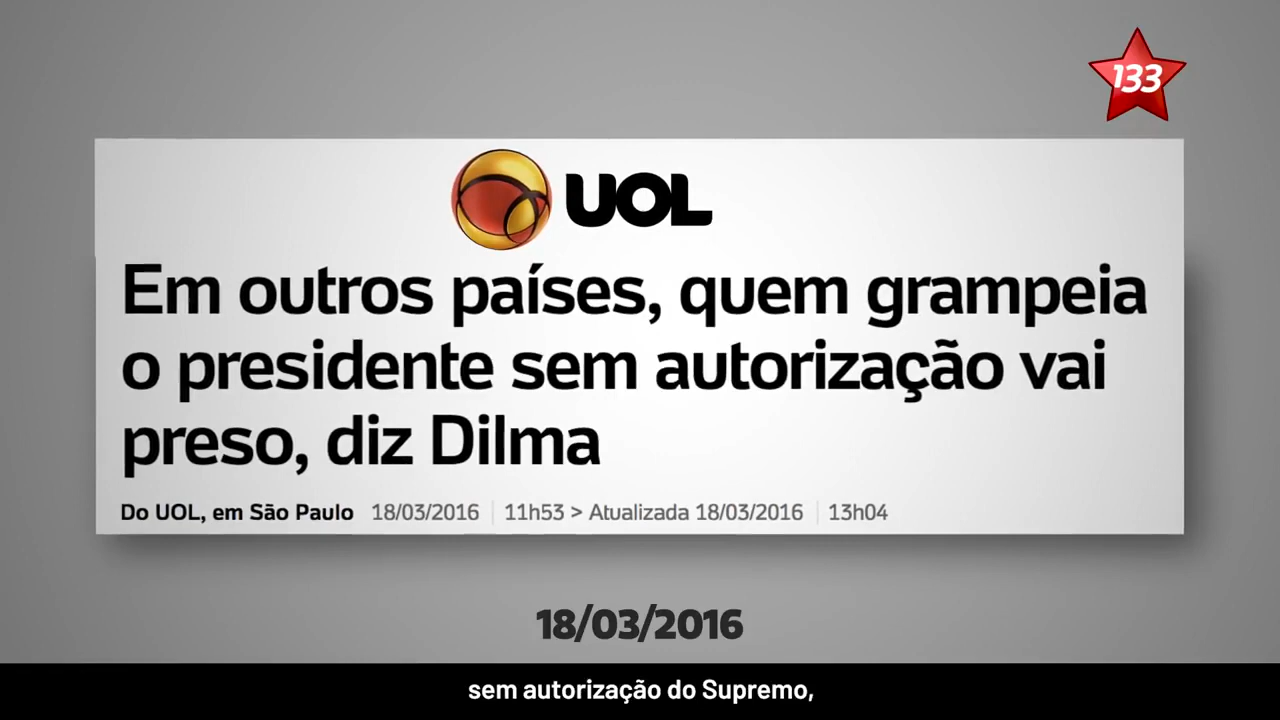 133
UOL
Em outros países, quem grampeia
o presidente sem autorização vai
preso, diz Dilma
Do UOL, em São Paulo 18/03/2016 | 11h53 > Atualizada 18/03/2016 | 13h04
18/03/2016
sem autorização do Supremo,